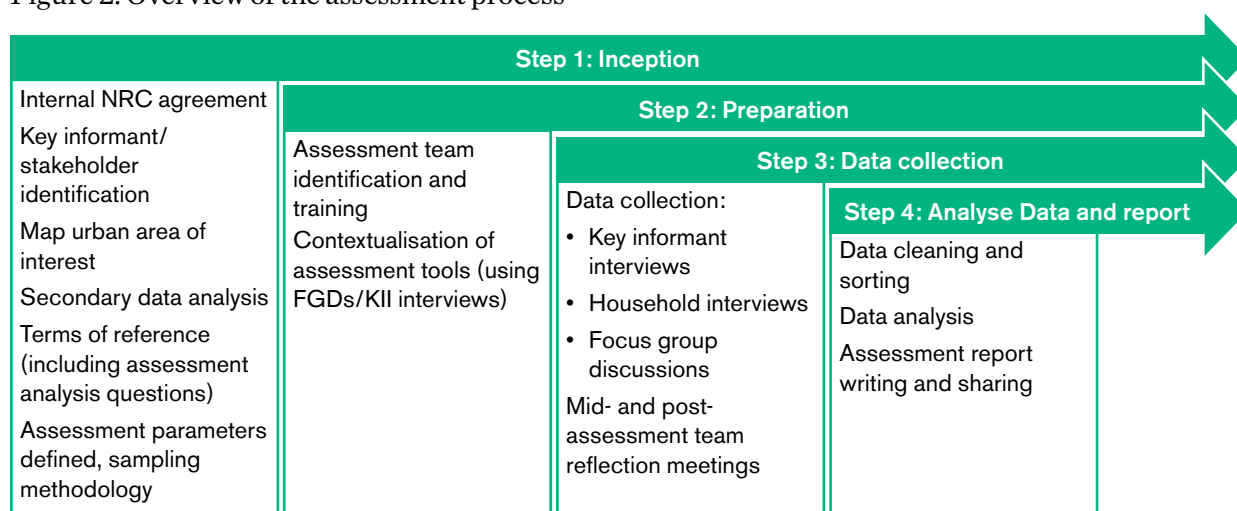 Figure 2. Overview of the assessment process
Step 1: Inception
Internal NRC agreement
Key informant/
stakeholder
identification
Map urban area of
interest
Secondary data analysis
Terms of reference
(including assessment
analysis questions)
Assessment parameters
defined, sampling
methodology
Step 2: Preparation
Assessment team
identification and
training
Contextualisation of
assessment tools (using
FGDs/KII interviews)
Step 3: Data collection
Data collection:
• Key informant
interviews
• Household interviews
• Focus group
discussions
Mid- and post-
assessment team
reflection meetings
Step 4: Analyse Data and report
Data cleaning and
sorting
Data analysis
Assessment report
writing and sharing